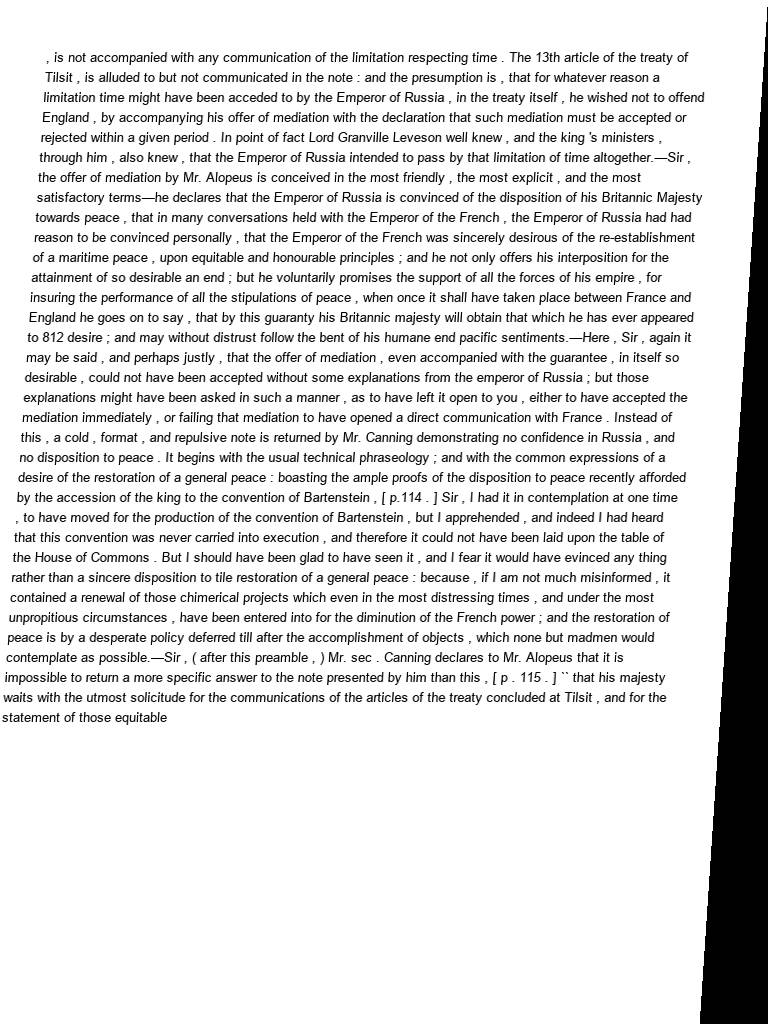 , is not accompanied with any communication of the limitation respecting time . The 13th article of the treaty of
Tilsit , is alluded to but not communicated in the note : and the presumption is , that for whatever reason a
limitation time might have been acceded to by the Emperor of Russia , in the treaty itself , he wished not to offend
England , by accompanying his offer of mediation with the declaration that such mediation must be accepted or
rejected within a given period . In point of fact Lord Granville Leveson well knew , and the king 's ministers ,
through him , also knew , that the Emperor of Russia intended to pass by that limitation of time altogether.—Sir ,
the offer of mediation by Mr. Alopeus is conceived in the most friendly , the most explicit , and the most
satisfactory terms—he declares that the Emperor of Russia is convinced of the disposition of his Britannic Majesty
towards peace , that in many conversations held with the Emperor of the French , the Emperor of Russia had had
reason to be convinced personally , that the Emperor of the French was sincerely desirous of the re-establishment
of a maritime peace , upon equitable and honourable principles ; and he not only offers his interposition for the
attainment of so desirable an end ; but he voluntarily promises the support of all the forces of his empire , for
insuring the performance of all the stipulations of peace , when once it shall have taken place between France and
England he goes on to say , that by this guaranty his Britannic majesty will obtain that which he has ever appeared
to 812 desire ; and may without distrust follow the bent of his humane end pacific sentiments.—Here , Sir , again it
may be said , and perhaps justly , that the offer of mediation , even accompanied with the guarantee , in itself so
desirable , could not have been accepted without some explanations from the emperor of Russia ; but those
explanations might have been asked in such a manner , as to have left it open to you , either to have accepted the
mediation immediately , or failing that mediation to have opened a direct communication with France . Instead of
this , a cold , format , and repulsive note is returned by Mr. Canning demonstrating no confidence in Russia , and
no disposition to peace . It begins with the usual technical phraseology ; and with the common expressions of a
desire of the restoration of a general peace : boasting the ample proofs of the disposition to peace recently afforded
by the accession of the king to the convention of Bartenstein , [ p.114 . ] Sir , I had it in contemplation at one time
, to have moved for the production of the convention of Bartenstein , but I apprehended , and indeed I had heard
that this convention was never carried into execution , and therefore it could not have been laid upon the table of
the House of Commons . But I should have been glad to have seen it , and I fear it would have evinced any thing
rather than a sincere disposition to tile restoration of a general peace : because , if I am not much misinformed , it
contained a renewal of those chimerical projects which even in the most distressing times , and under the most
unpropitious circumstances , have been entered into for the diminution of the French power ; and the restoration of
peace is by a desperate policy deferred till after the accomplishment of objects , which none but madmen would
contemplate as possible.—Sir , ( after this preamble , ) Mr. sec . Canning declares to Mr. Alopeus that it is
impossible to return a more specific answer to the note presented by him than this , [ p . 115 . ] `` that his majesty
waits with the utmost solicitude for the communications of the articles of the treaty concluded at Tilsit , and for the
statement of those equitable